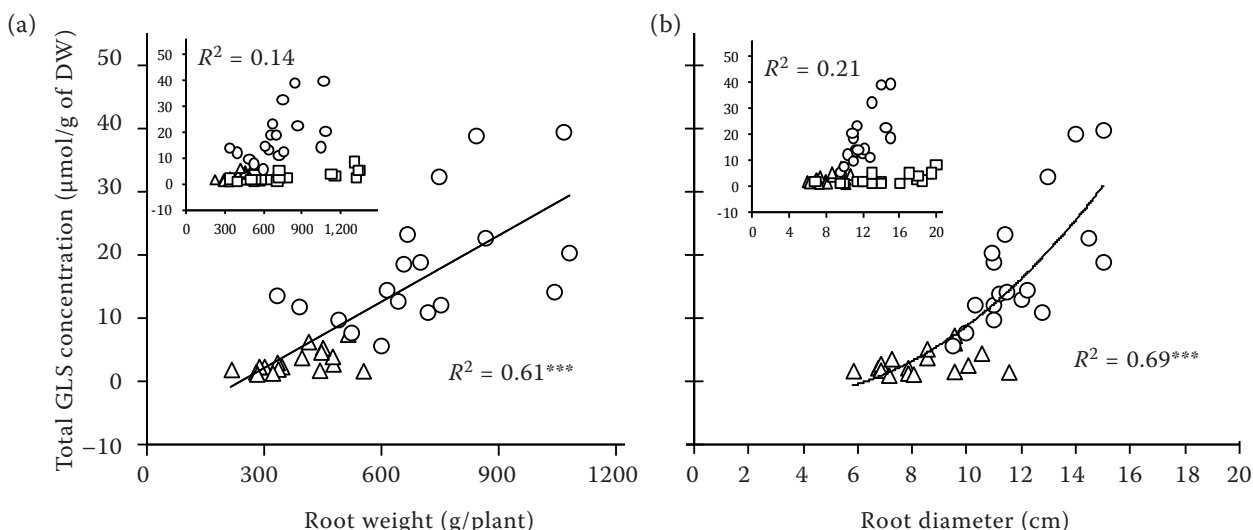 (a)
Total GLS concentration (µmol/g of DW)
50
40
30
20
10
0
−10
0 300 600 900 1200
Root weight (g/plant)
R² = 0.61***
50
40
30
20
10
0
-10
0 300 600 900 1,200
R² = 0.14
(b)
0 2 4 6 8 10 12 14 16 18 20
Root diameter (cm)
R² = 0.69***
50
40
30
20
10
0
-10
0 4 8 12 16 20
R² = 0.21